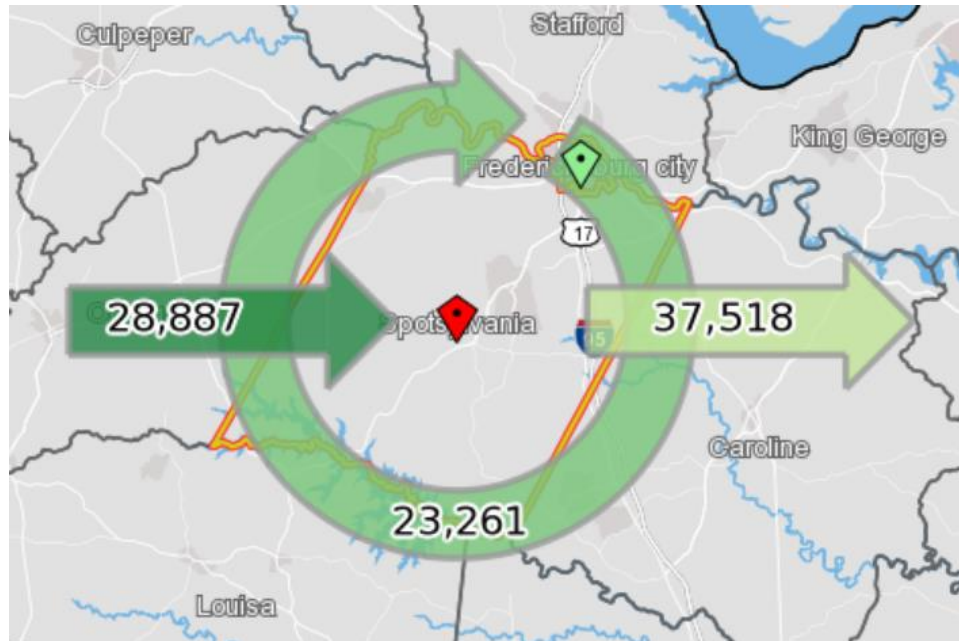 Culpeper
Stafford
King George
Fredericksburg city
17
28,887
Spotsylvania
95
37,518
Caroline
23,261
Louisa